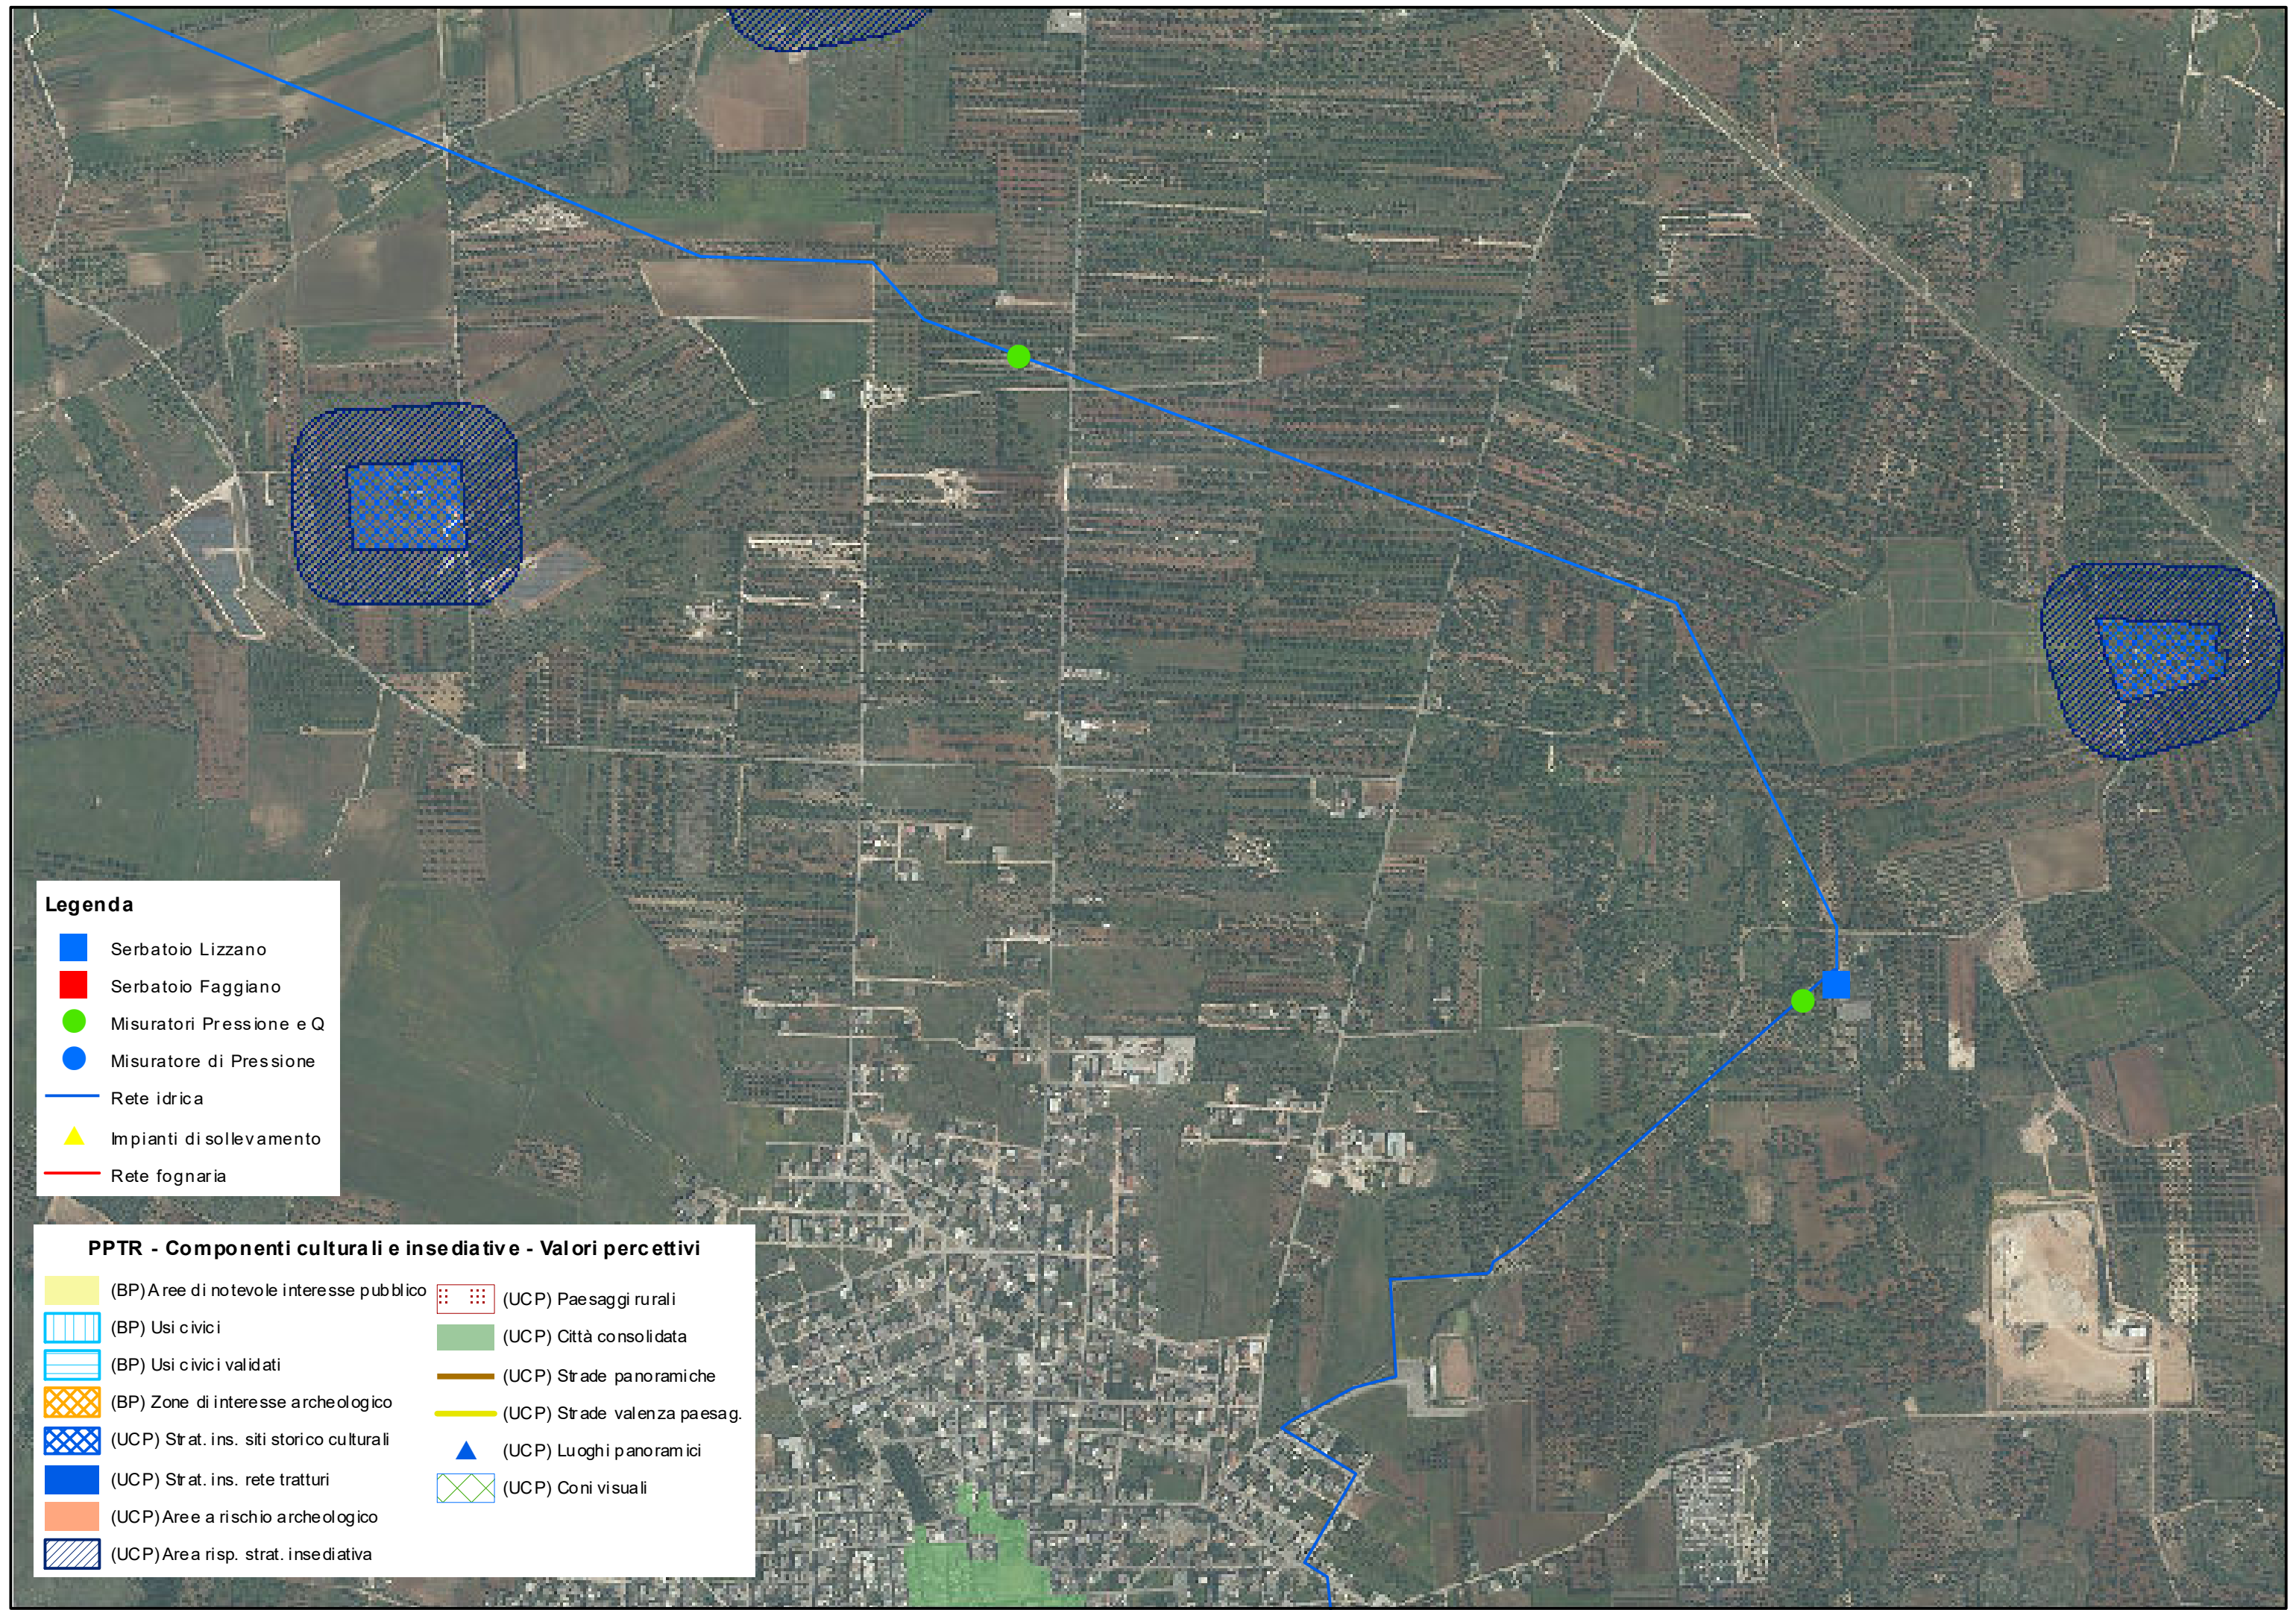 Legenda
Serbatoio Lizzano
Serbatoio Faggiano
Misuratori Pressione e Q
Misuratore di Pressione
Rete idrica
Impianti di sollevamento
Rete fognaria
PPTR - Componenti culturali e insediative - Valori percettivi
(BP) Aree di notevole interesse pubblico
(BP) Usi civici
(BP) Usi civici validati
(BP) Zone di interesse archeologico
(UCP) Strat. ins. siti storico culturali
(UCP) Strat. ins. rete tratturi
(UCP) Aree a rischio archeologico
(UCP) Area risp. strat. insediativa
(UCP) Paesaggi rurali
(UCP) Città consolidata
(UCP) Strade panoramiche
(UCP) Strade valenza paesag.
(UCP) Luoghi panoramici
(UCP) Coni visuali